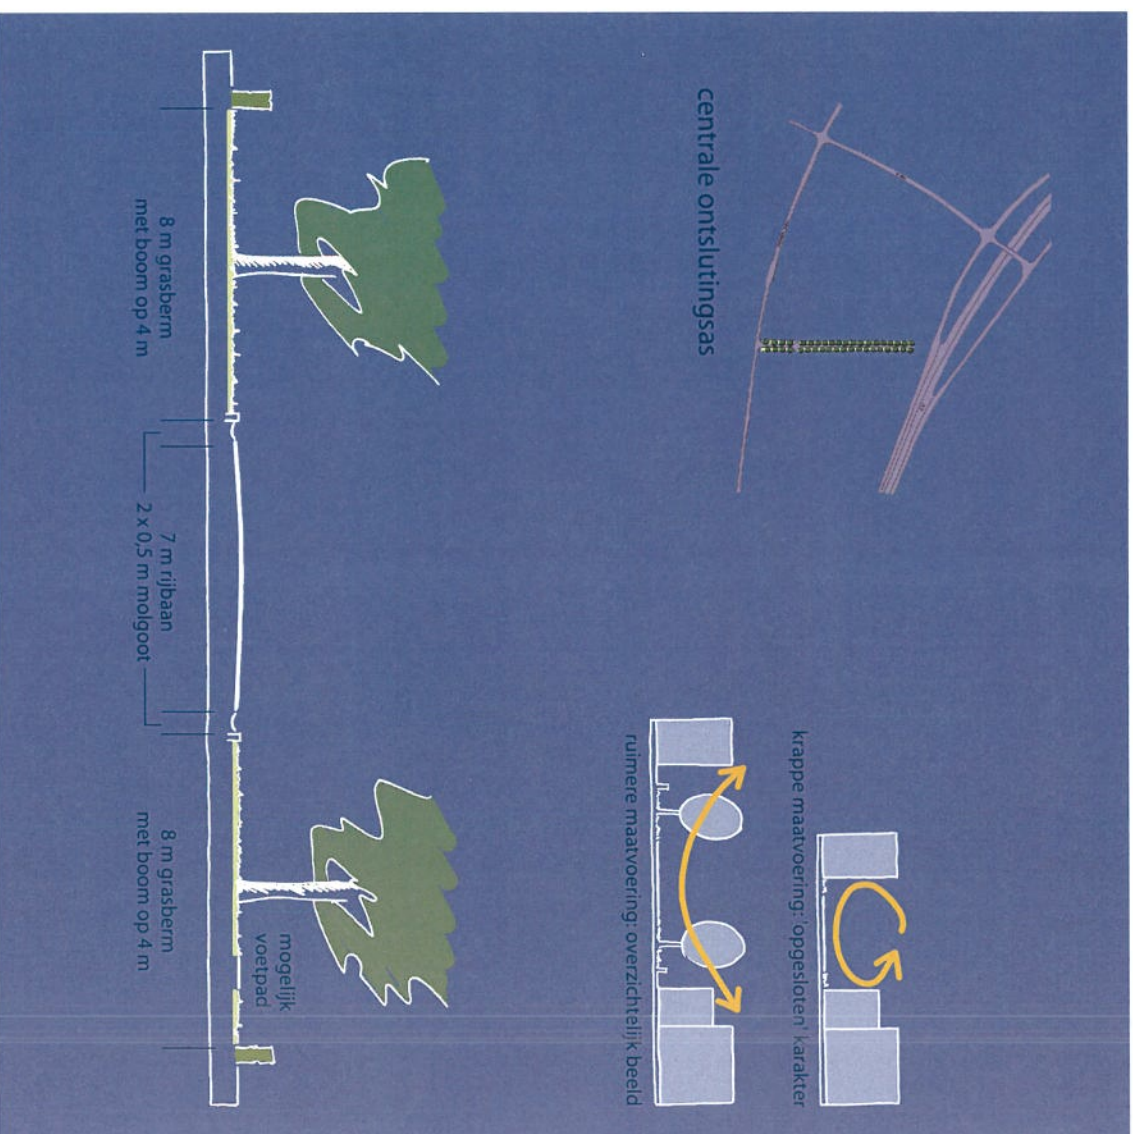 centrale ontslutingsas
krappe maatvoering: 'opgesloten' karakter
ruimere maatvoering: overzichtelijk beeld
mogelijk
voetpad
8 m grasberm
met boom op 4 m
7 m rijbaan
2 x 0,5 m molgoot
8 m grasberm
met boom op 4 m